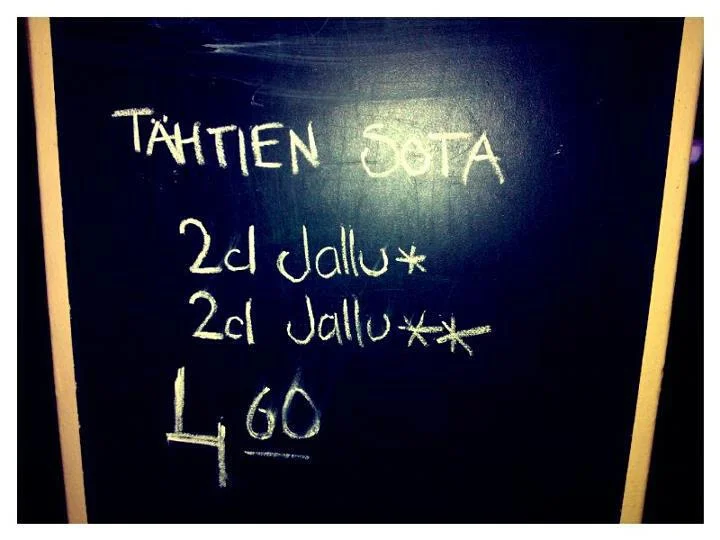 TÄHTIEN SOTA
2cl Jallu*
2cl Jallu**
4 60